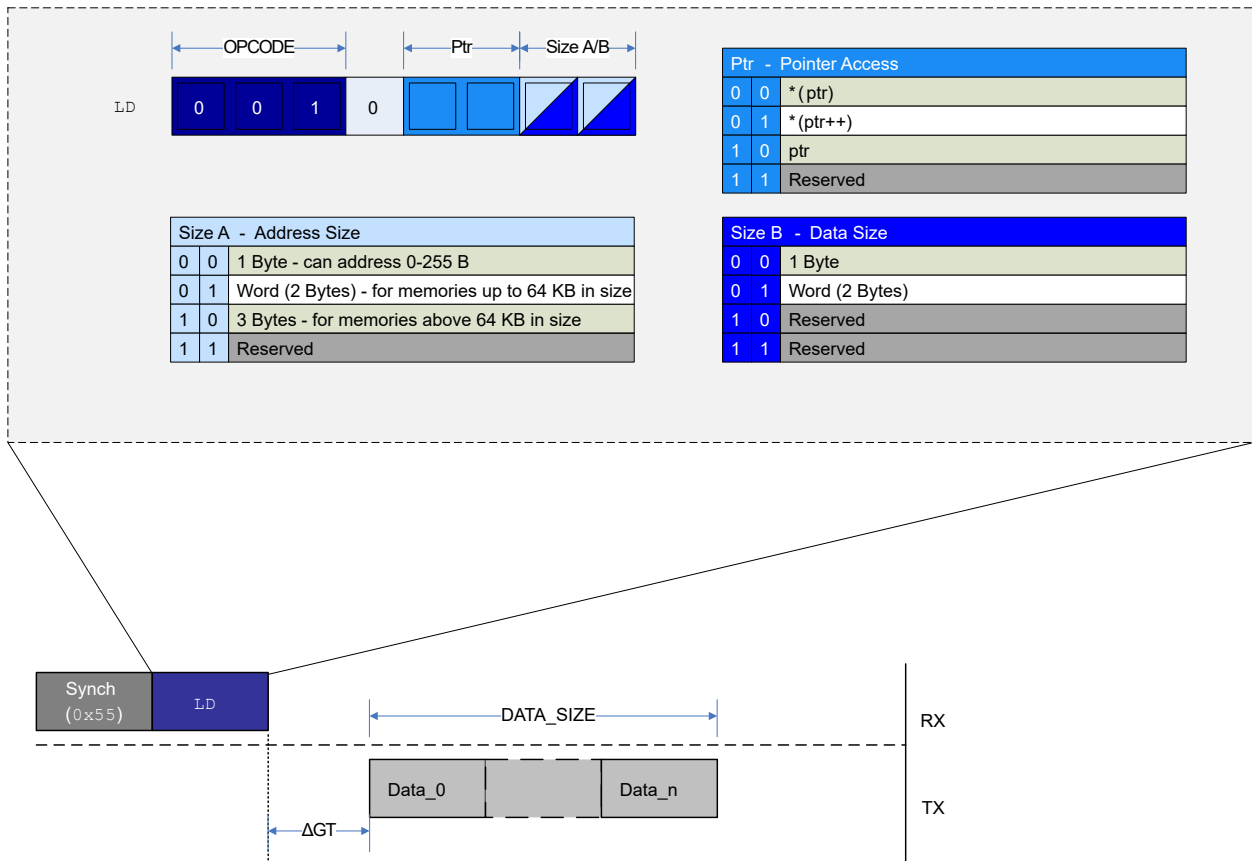 OPCODE Ptr Size A/B
LD 0 0 1 0
Ptr - Pointer Access
0 0 *(ptr)
0 1 *(ptr++)
1 0 ptr
1 1 Reserved
Size A - Address Size
0 0 1 Byte - can address 0-255 B
0 1 Word (2 Bytes) - for memories up to 64 KB in size
1 0 3 Bytes - for memories above 64 KB in size
1 1 Reserved
Size B - Data Size
0 0 1 Byte
0 1 Word (2 Bytes)
1 0 Reserved
1 1 Reserved
Synch
(0x55)
LD
DATA_SIZE
RX
Data_0 Data_n
TX
ΔGT